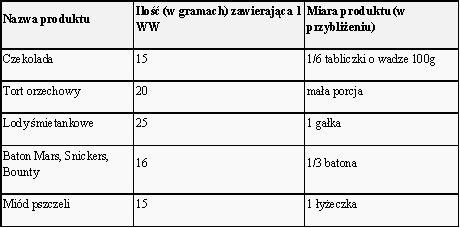 Nazwa produktu
Ilość (w gramach) zawierająca 1
WW
Miara produktu (w
przybliżeniu)
Czekolada
15
1/6 tabliczki o wadze 100g
Tort orzechowy
20
mała porcja
Lody śmietankowe
25
1 gałka
Baton Mars, Snickers,
Bounty
16
1/3 batona
Miód pszczeli
15
1 łyżeczka